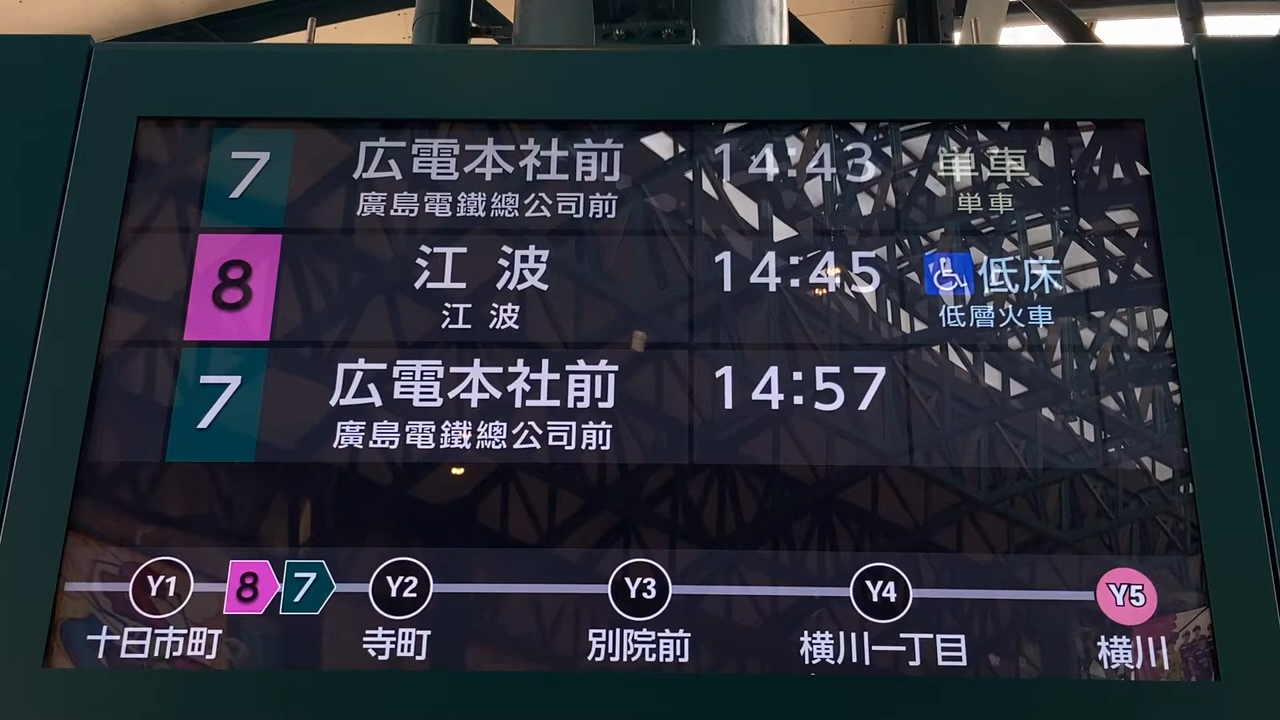 7 広電本社前 14:43 単車
廣島電鐵總公司前 単車
8 江波 14:45 低床
江波 低層火車
7 広電本社前 14:57
廣島電鐵總公司前
Y1 8 7 Y2 Y3 Y4 Y5
十日市町 寺町 別院前 横川一丁目 横川